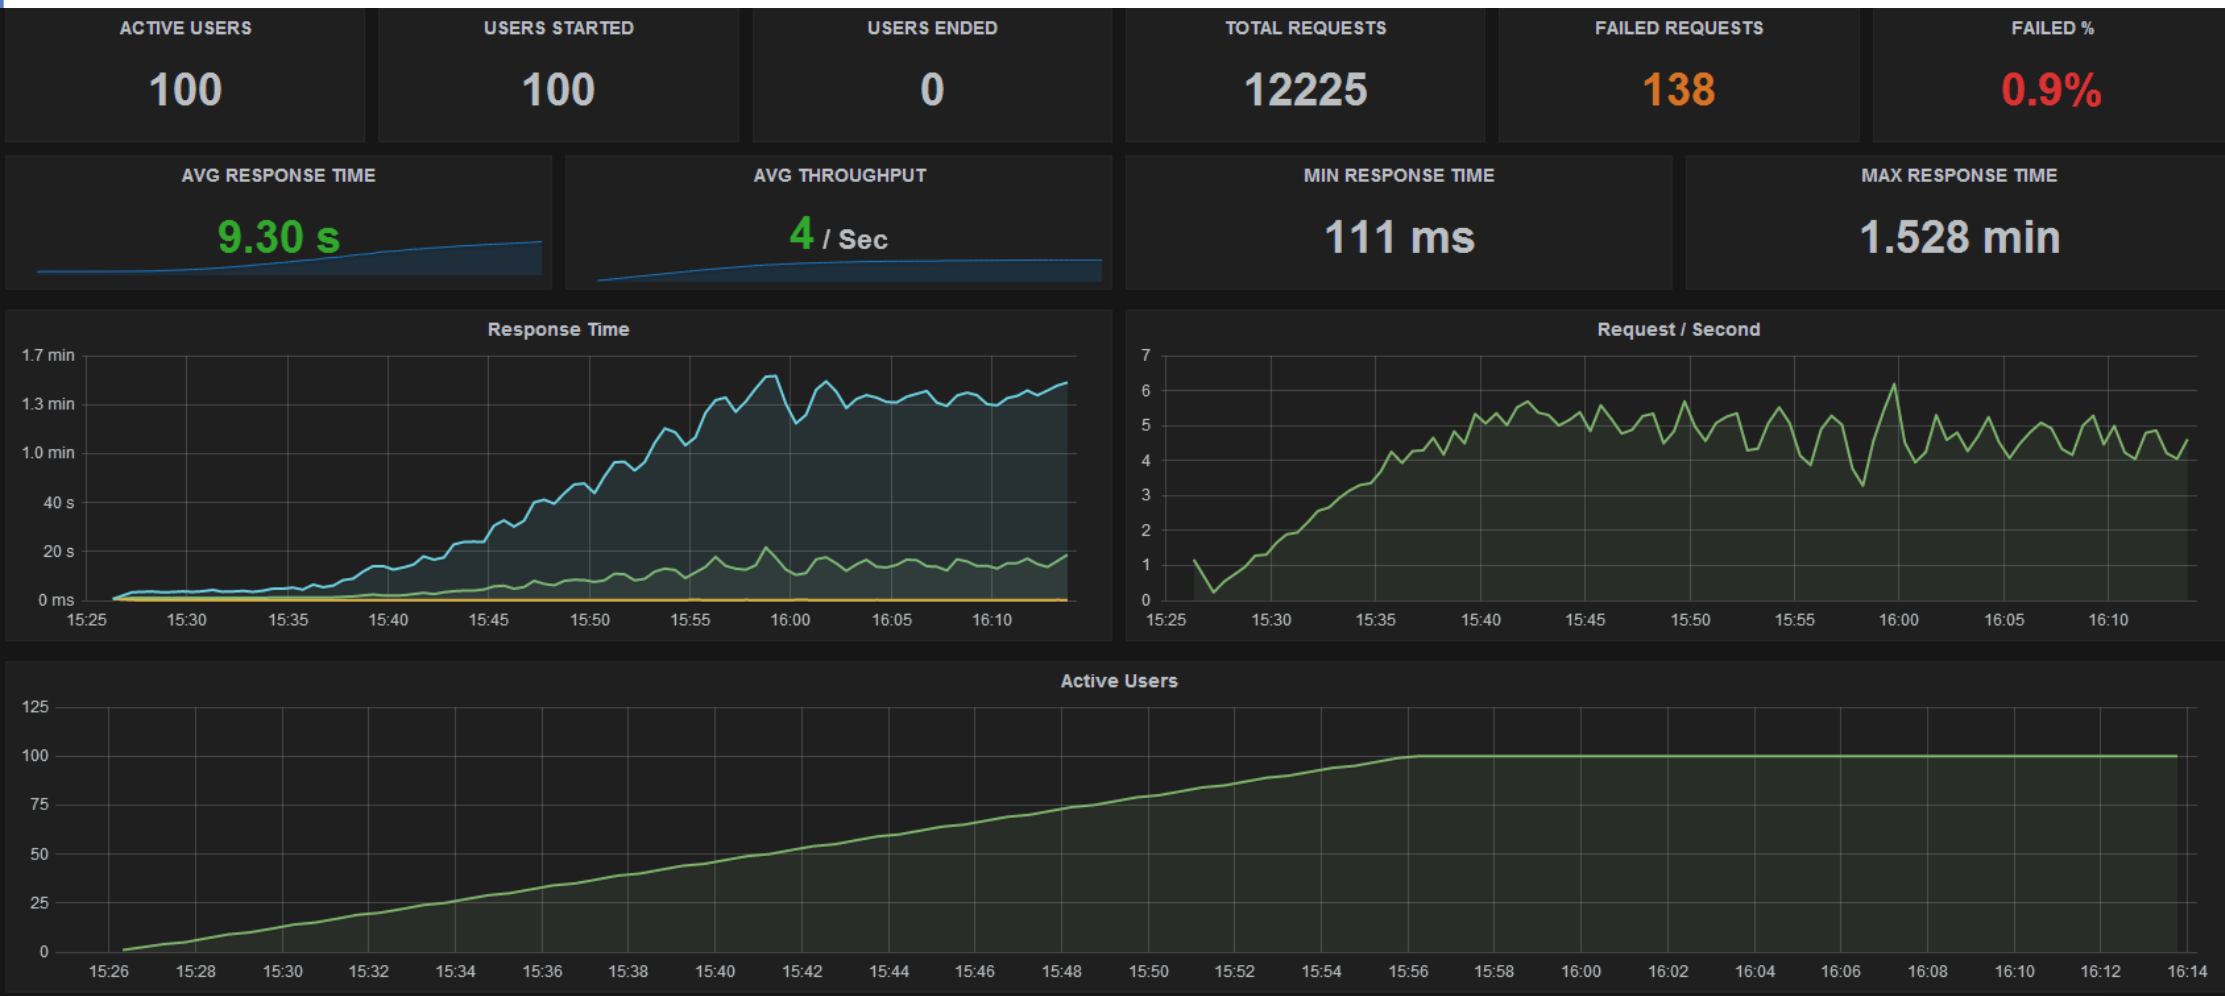 ACTIVE USERS
USERS STARTED
USERS ENDED
TOTAL REQUESTS
FAILED REQUESTS
FAILED %
100
100
0
12225
138
0.9%
AVG RESPONSE TIME
AVG THROUGHPUT
MIN RESPONSE TIME
MAX RESPONSE TIME
9.30 s
4 / Sec
111 ms
1.528 min
Response Time
1.7 min
1.3 min
1.0 min
40 s
20 s
0 ms
15:25 15:30 15:35 15:40 15:45 15:50 15:55 16:00 16:05 16:10
Request / Second
7
6
5
4
3
2
1
0
15:25 15:30 15:35 15:40 15:45 15:50 15:55 16:00 16:05 16:10
Active Users
125
100
75
50
25
0
15:26 15:28 15:30 15:32 15:34 15:36 15:38 15:40 15:42 15:44 15:46 15:48 15:50 15:52 15:54 15:56 15:58 16:00 16:02 16:04 16:06 16:08 16:10 16:12 16:14